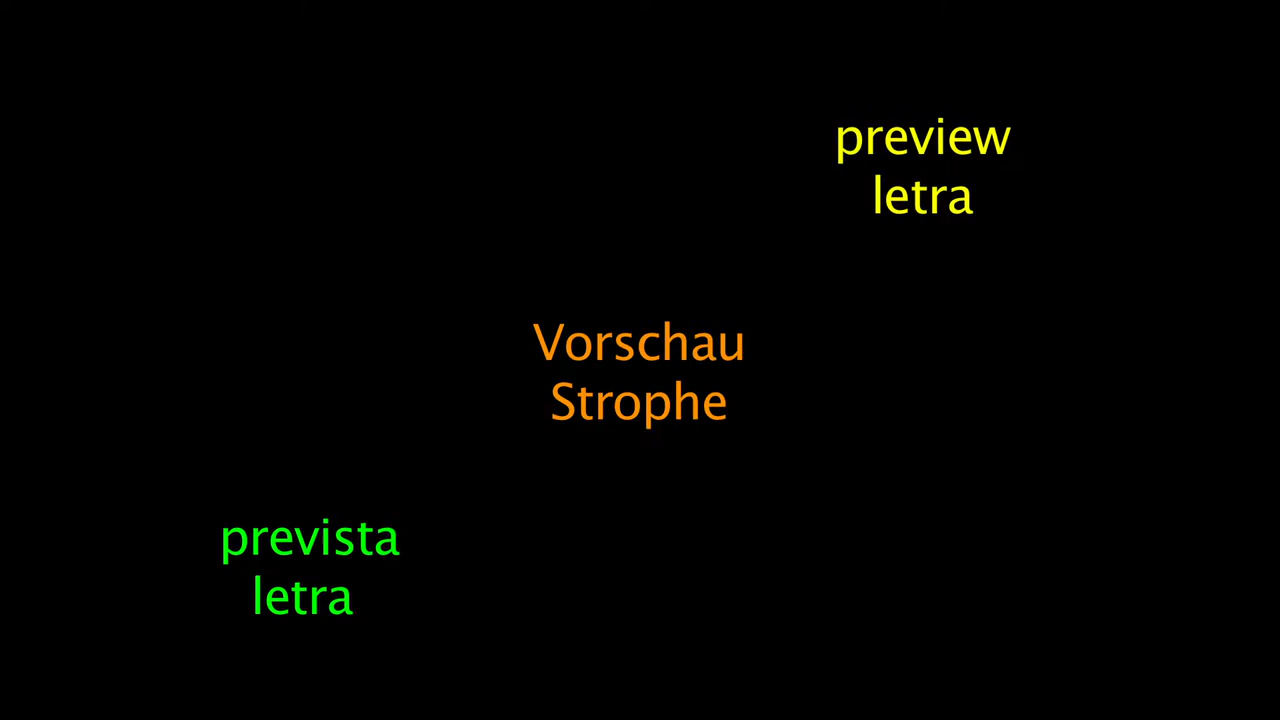 preview
letra
Vorschau
Strophe
prevista
letra